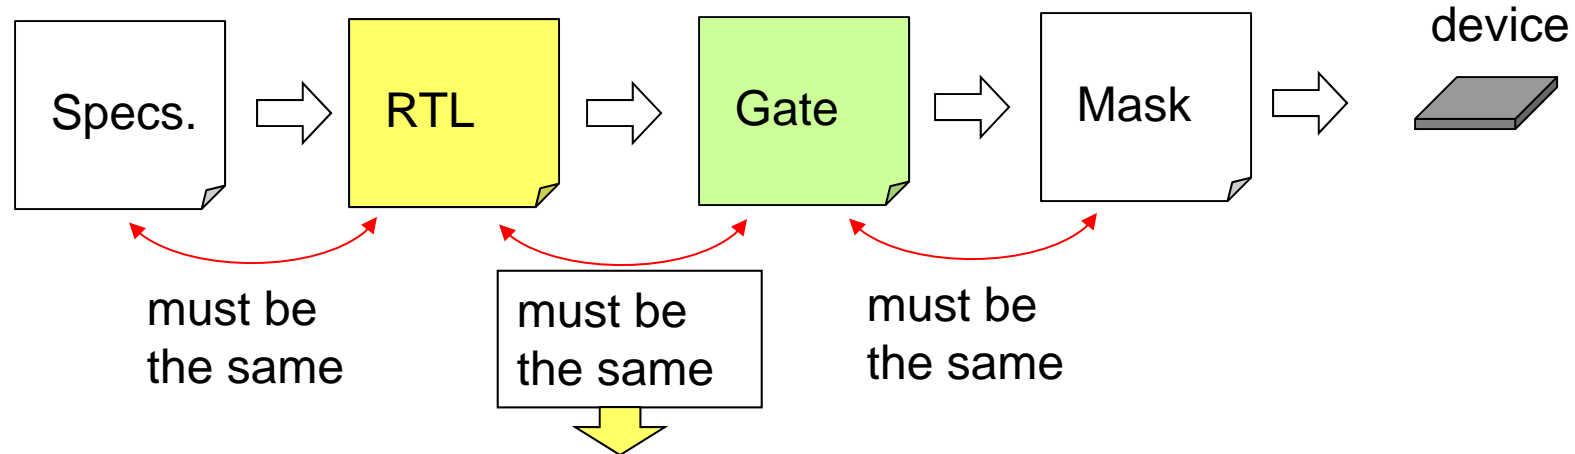 device
Specs.
RTL
Gate
Mask
must be
the same
must be
the same
must be
the same